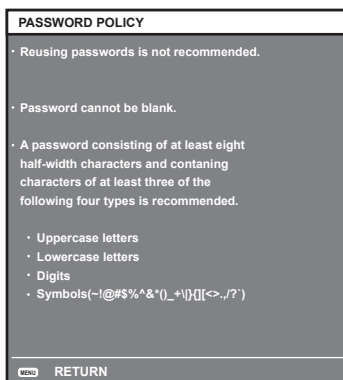 PASSWORD POLICY
· Reusing passwords is not recommended.
· Password cannot be blank.
· A password consisting of at least eight
half-width characters and contaning
characters of at least three of the
following four types is recommended.
· Uppercase letters
· Lowercase letters
· Digits
· Symbols(~!@#$%^&*()_+\|}{][<>.,/?`)
MENU RETURN